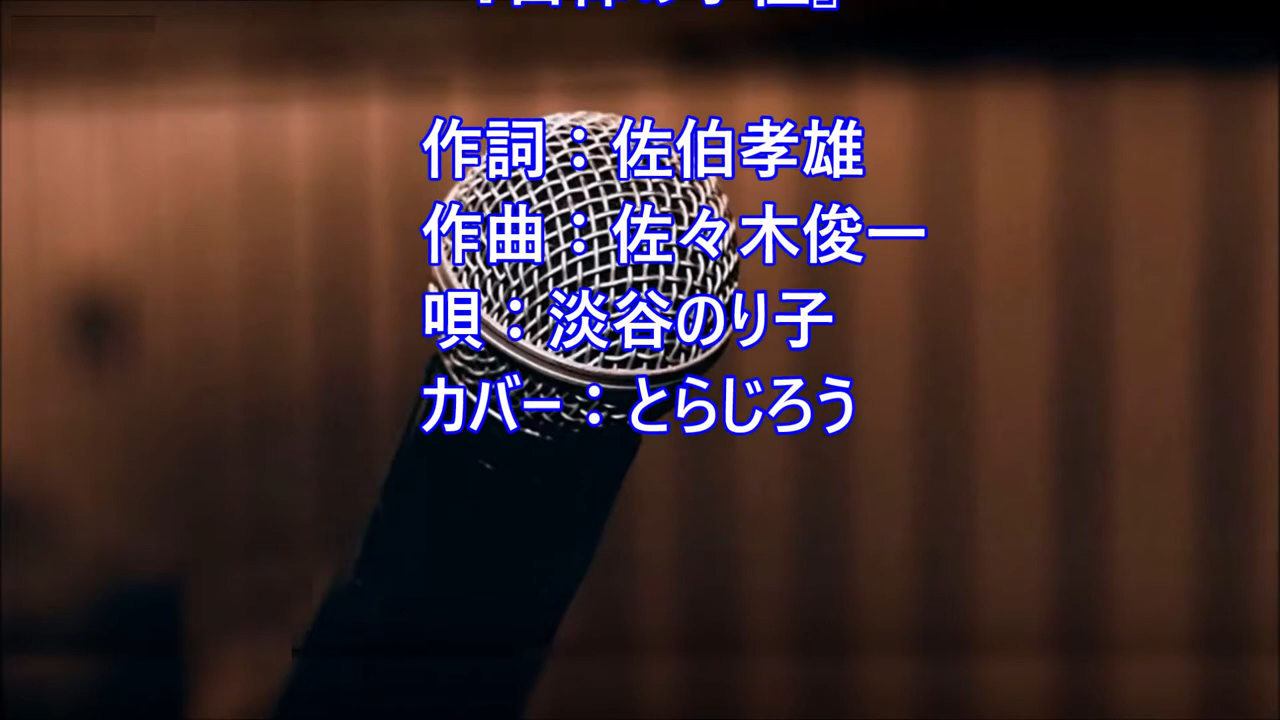 作詞：佐伯孝雄
作曲：佐々木俊一
唄：淡谷のり子
カバー：とらじろう